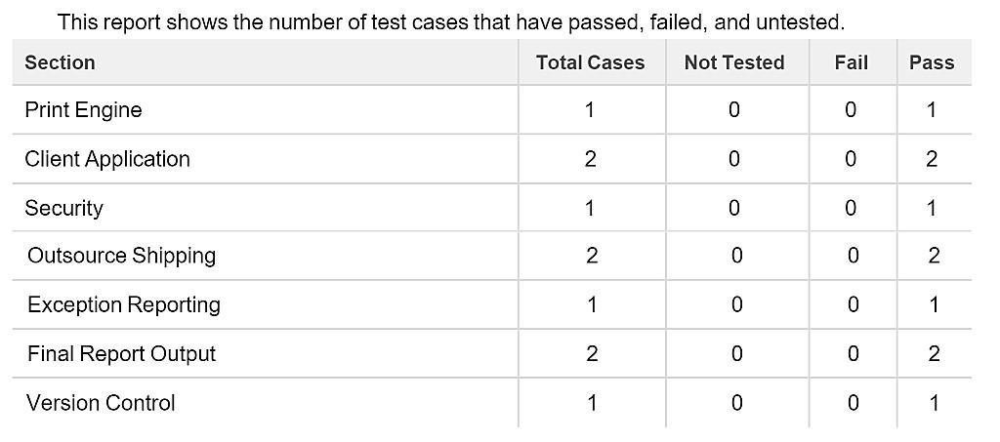 This report shows the number of test cases that have passed, failed, and untested.
Section Total Cases Not Tested Fail Pass
Print Engine 1 0 0 1
Client Application 2 0 0 2
Security 1 0 0 1
Outsource Shipping 2 0 0 2
Exception Reporting 1 0 0 1
Final Report Output 2 0 0 2
Version Control 1 0 0 1